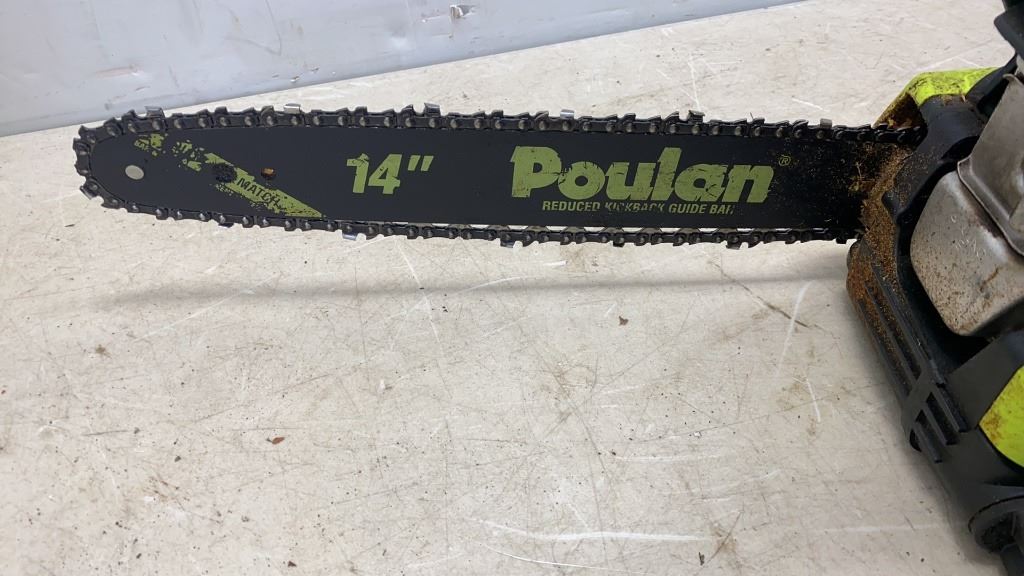 MATCH
14"
Poulan®
REDUCED KICKBACK GUIDE BAR